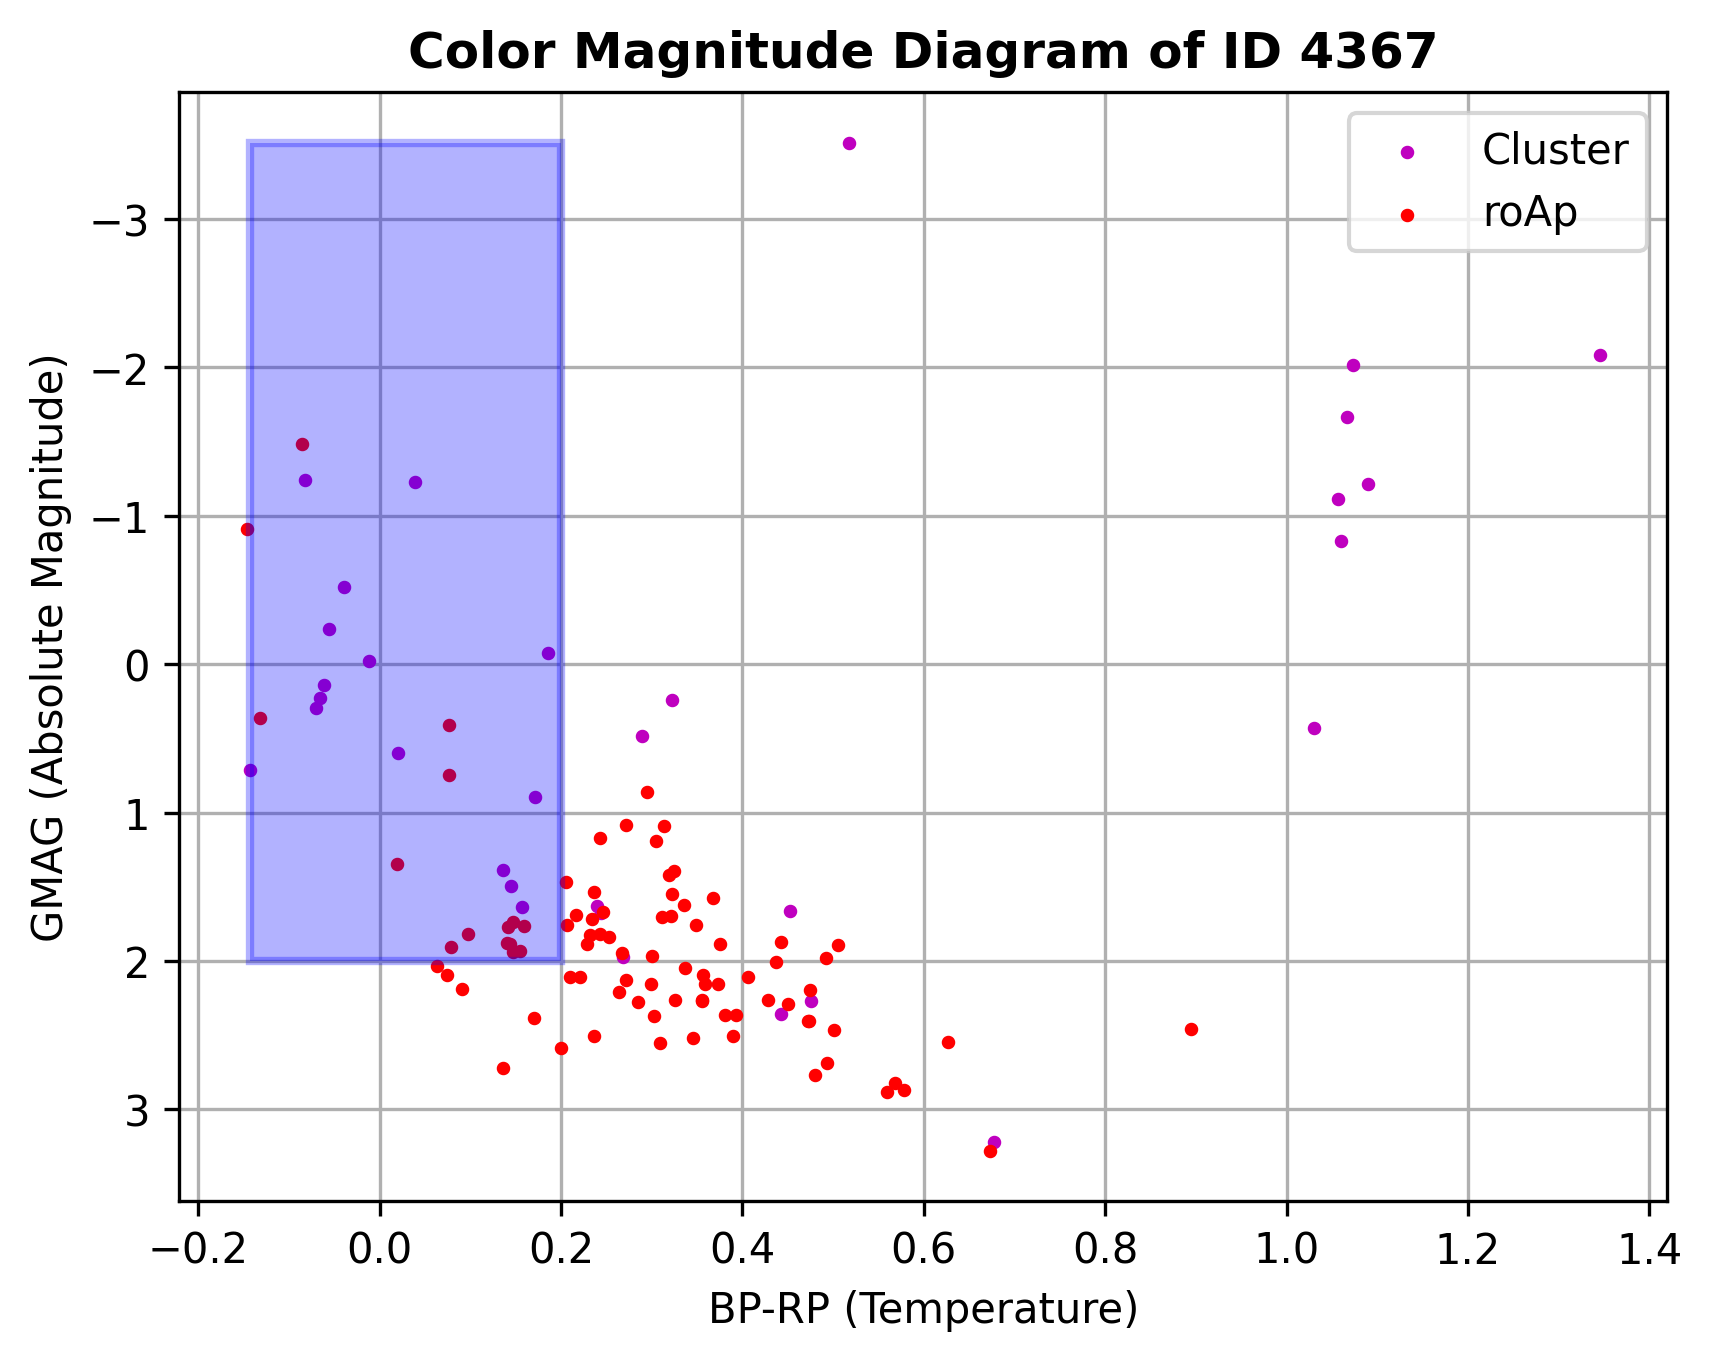 Color Magnitude Diagram of ID 4367
Cluster
roAp
GMAG (Absolute Magnitude)
−3
−2
−1
0
1
2
3
−0.2 0.0 0.2 0.4 0.6 0.8 1.0 1.2 1.4
BP-RP (Temperature)